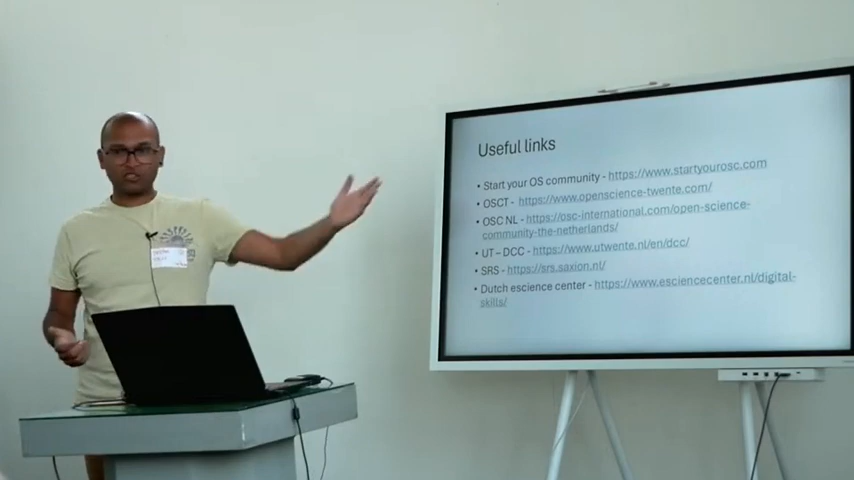 Useful links
• Start your OS community - https://www.startyourosc.com
• OSCT - https://www.openscience-twente.com/
• OSC NL - https://osc-international.com/open-science-
community-the-netherlands/
• UT – DCC - https://www.utwente.nl/en/dcc/
• SRS - https://srs.saxion.nl/
• Dutch escience center - https://www.esciencecenter.nl/digital-
skills/